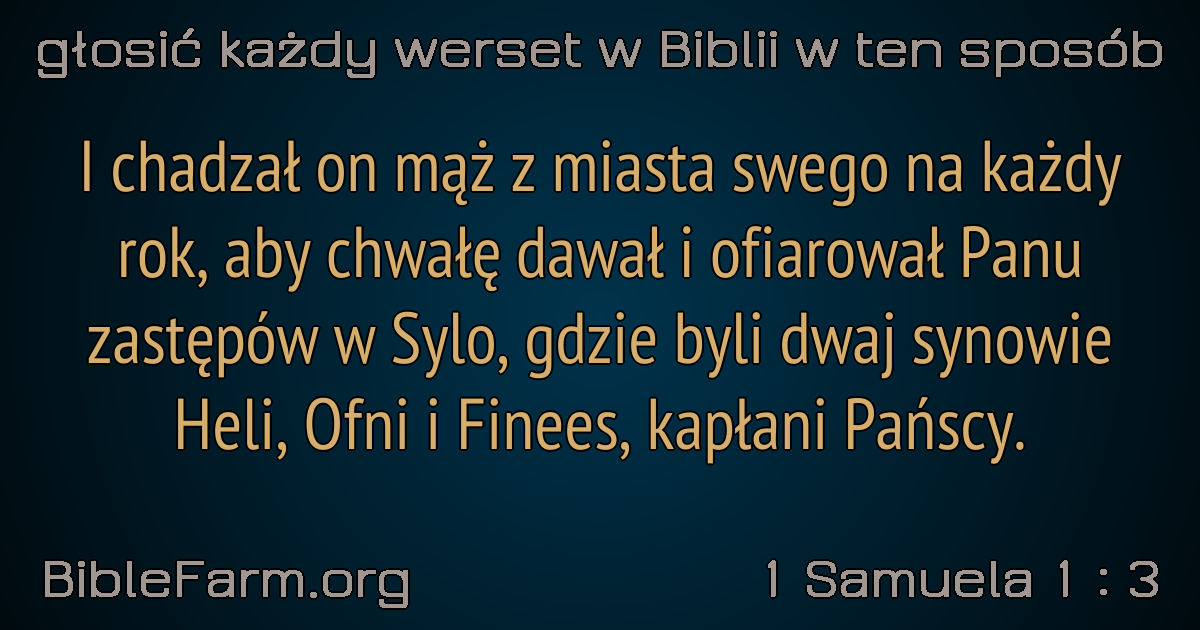 głosić każdy werset w Biblii w ten sposób
I chadzał on mąż z miasta swego na każdy
rok, aby chwałę dawał i ofiarował Panu
zastępów w Sylo, gdzie byli dwaj synowie
Heli, Ofni i Finees, kapłani Pańscy.
BibleFarm.org
1 Samuela 1 : 3